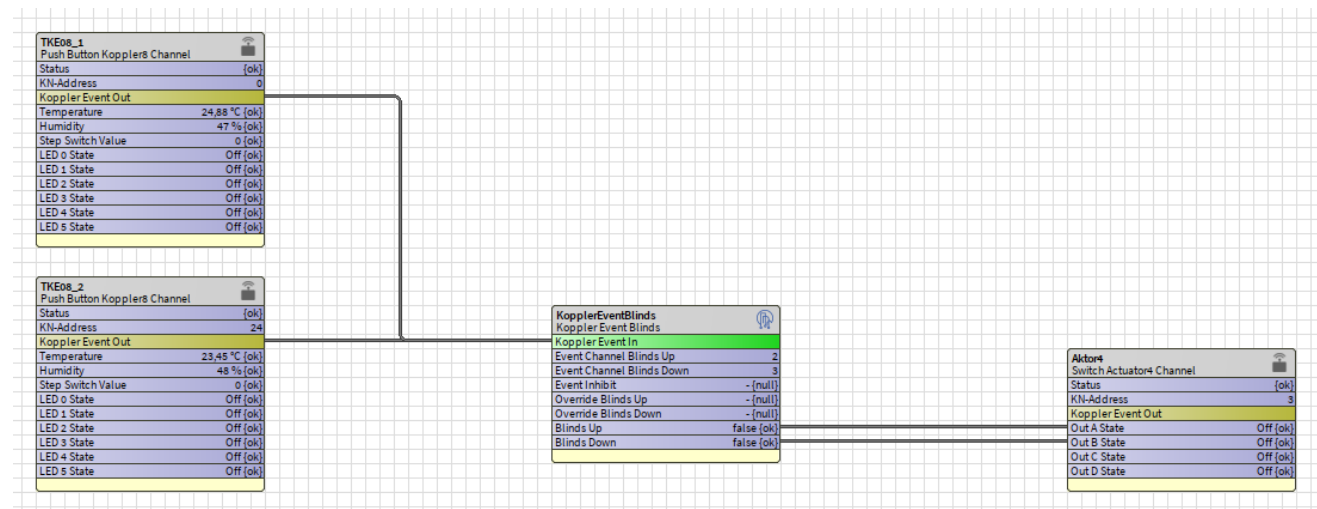 TKE08_1
Push Button Koppler8 Channel
Status {ok}
KN-Address 0
Koppler Event Out
Temperature 24,88 °C {ok}
Humidity 47 % {ok}
Step Switch Value 0 {ok}
LED 0 State Off {ok}
LED 1 State Off {ok}
LED 2 State Off {ok}
LED 3 State Off {ok}
LED 4 State Off {ok}
LED 5 State Off {ok}
TKE08_2
Push Button Koppler8 Channel
Status {ok}
KN-Address 24
Koppler Event Out
Temperature 23,45 °C {ok}
Humidity 48 % {ok}
Step Switch Value 0 {ok}
LED 0 State Off {ok}
LED 1 State Off {ok}
LED 2 State Off {ok}
LED 3 State Off {ok}
LED 4 State Off {ok}
LED 5 State Off {ok}
KopplerEventBlinds
Koppler Event Blinds
Koppler Event In
Event Channel Blinds Up 2
Event Channel Blinds Down 3
Event Inhibit - {null}
Override Blinds Up - {null}
Override Blinds Down - {null}
Blinds Up false {ok}
Blinds Down false {ok}
Aktor4
Switch Actuator4 Channel
Status {ok}
KN-Address 3
Koppler Event Out
Out A State Off {ok}
Out B State Off {ok}
Out C State Off {ok}
Out D State Off {ok}